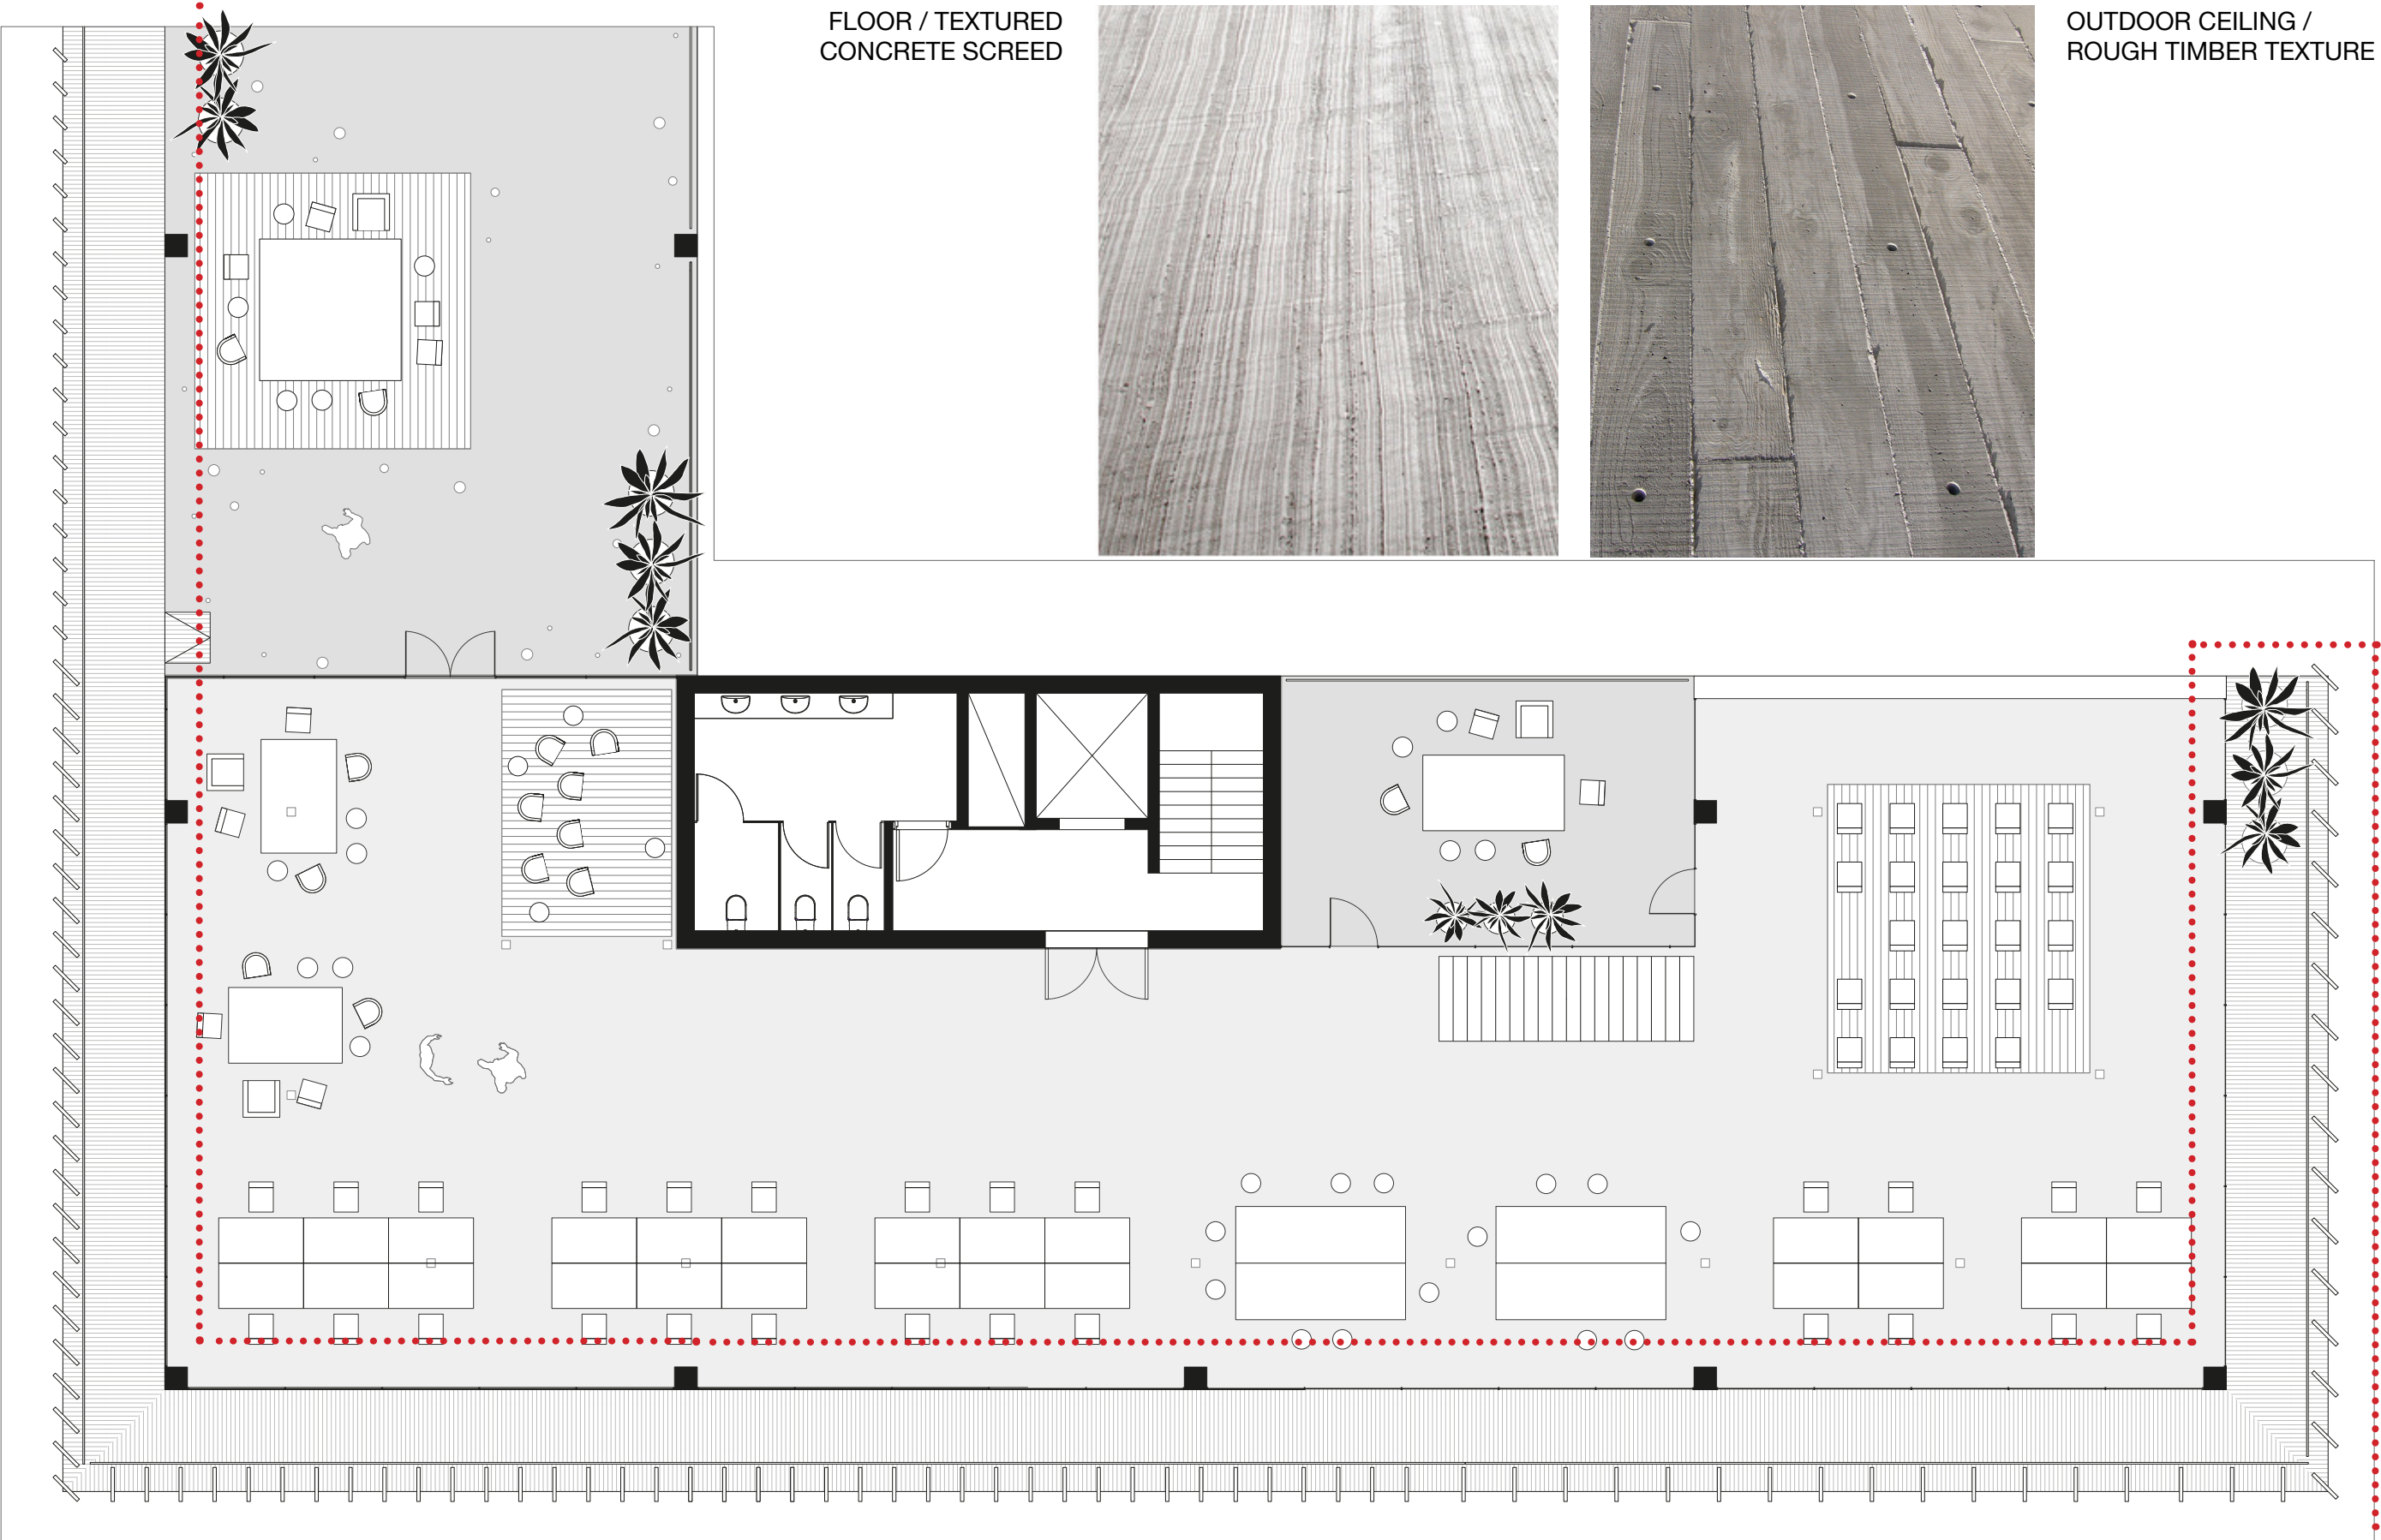 FLOOR / TEXTURED
CONCRETE SCREED
OUTDOOR CEILING /
ROUGH TIMBER TEXTURE